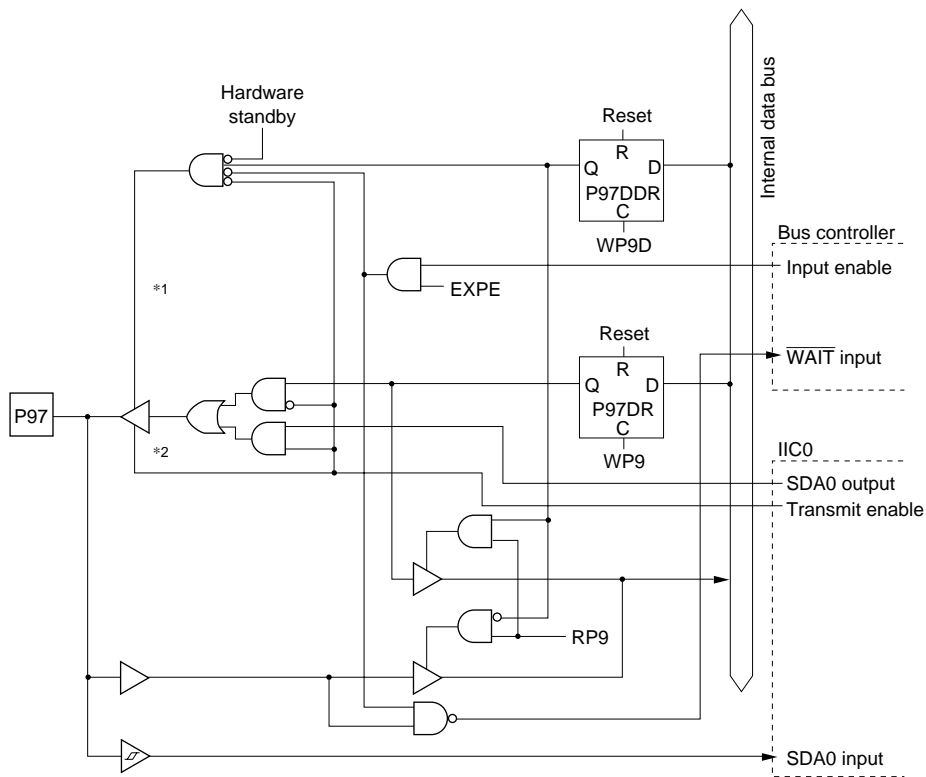 Hardware
standby
Reset
R
Q D
P97DDR
C
WP9D
Internal data bus
Bus controller
Input enable
EXPE
*1
Reset
R
Q D
P97DR
C
WP9
WAIT input
P97
*2
IIC0
SDA0 output
Transmit enable
RP9
SDA0 input